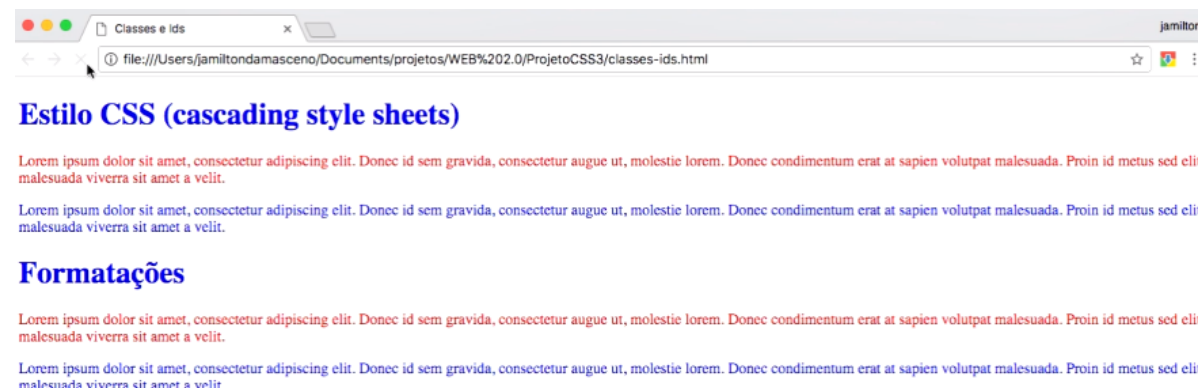 Classes e ids
jamilton
file:///Users/jamiltondamasceno/Documents/projetos/WEB%202.0/ProjetoCSS3/classes-ids.html
Estilo CSS (cascading style sheets)
Lorem ipsum dolor sit amet, consectetur adipiscing elit. Donec id sem gravida, consectetur augue ut, molestie lorem. Donec condimentum erat at sapien volutpat malesuada. Proin id metus sed elit
malesuada viverra sit amet a velit.
Lorem ipsum dolor sit amet, consectetur adipiscing elit. Donec id sem gravida, consectetur augue ut, molestie lorem. Donec condimentum erat at sapien volutpat malesuada. Proin id metus sed elit
malesuada viverra sit amet a velit.
Formatações
Lorem ipsum dolor sit amet, consectetur adipiscing elit. Donec id sem gravida, consectetur augue ut, molestie lorem. Donec condimentum erat at sapien volutpat malesuada. Proin id metus sed elit
malesuada viverra sit amet a velit.
Lorem ipsum dolor sit amet, consectetur adipiscing elit. Donec id sem gravida, consectetur augue ut, molestie lorem. Donec condimentum erat at sapien volutpat malesuada. Proin id metus sed elit
malesuada viverra sit amet a velit.